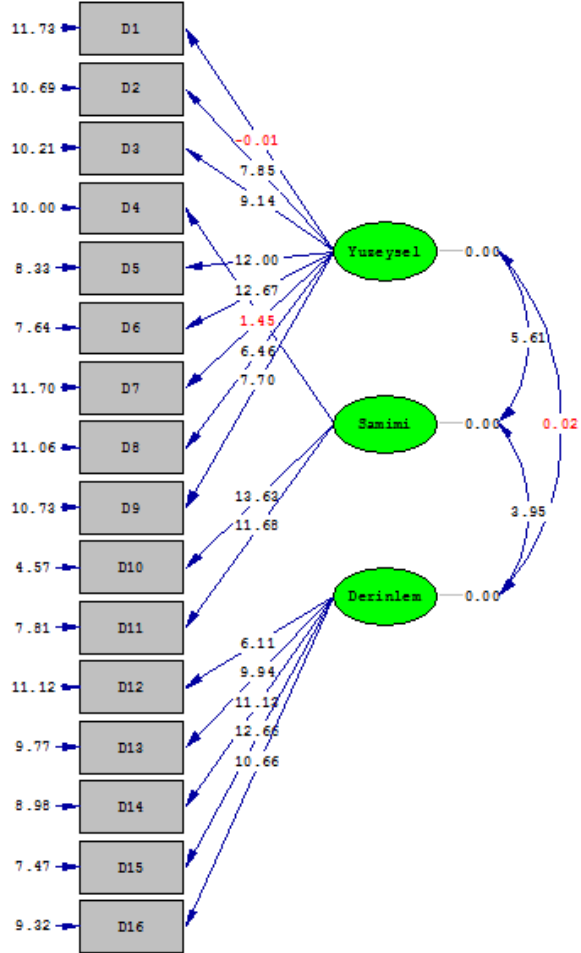 11.73 D1
10.69 D2
-0.01
10.21 D3
7.85
9.14
10.00 D4
Yuzeysel 0.00
8.33 D5
12.00
12.67
7.64 D6
1.45
5.61
6.46
11.70 D7
7.70
Samimi 0.00
0.02
11.06 D8
10.73 D9
13.63
3.95
11.68
4.57 D10
Derinlem 0.00
7.81 D11
6.11
11.12 D12
9.94
11.13
12.66
9.77 D13
10.66
8.98 D14
7.47 D15
9.32 D16